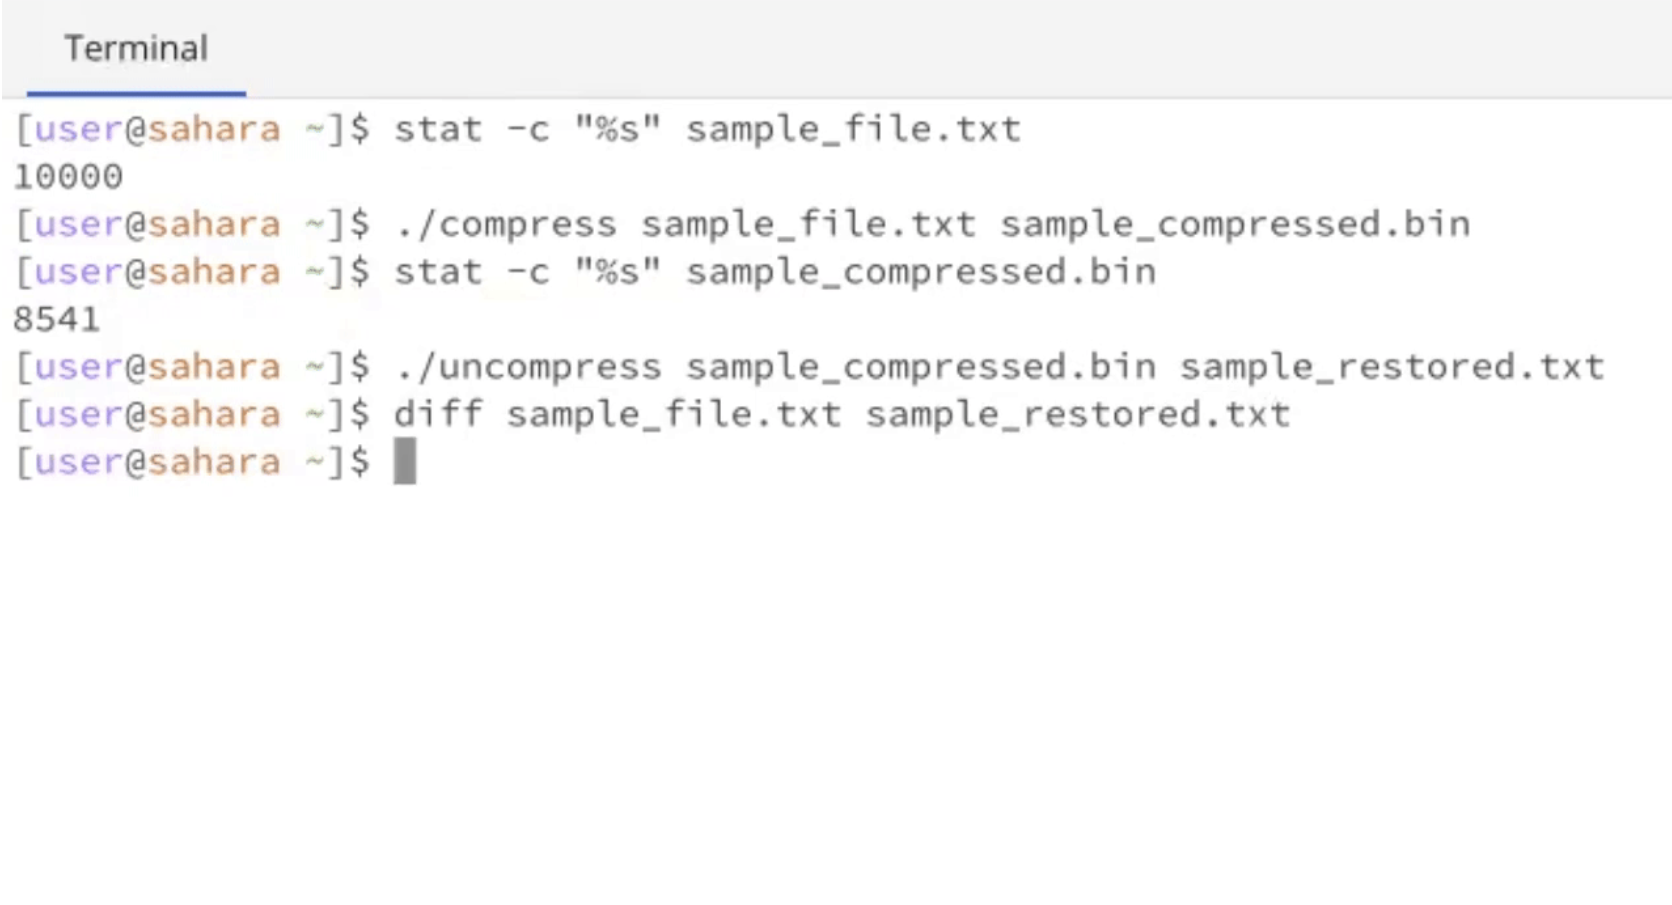 Terminal
[user@sahara ~]$ stat -c "%s" sample_file.txt
10000
[user@sahara ~]$ ./compress sample_file.txt sample_compressed.bin
[user@sahara ~]$ stat -c "%s" sample_compressed.bin
8541
[user@sahara ~]$ ./uncompress sample_compressed.bin sample_restored.txt
[user@sahara ~]$ diff sample_file.txt sample_restored.txt
[user@sahara ~]$